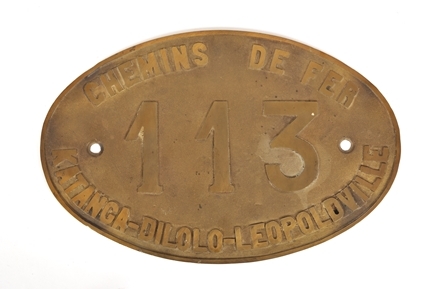 CHEMINS DE FER
113
KATANGA-DILOLO-LEOPOLDVILLE